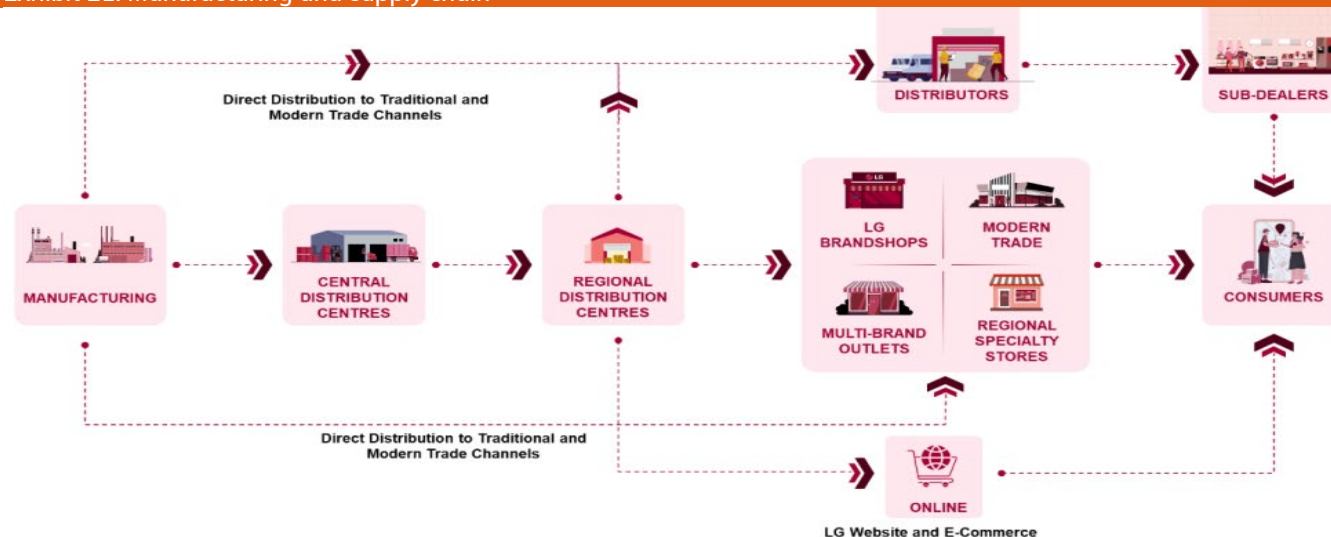 Direct Distribution to Traditional and
Modern Trade Channels
DISTRIBUTORS
SUB-DEALERS
MANUFACTURING
CENTRAL
DISTRIBUTION
CENTRES
REGIONAL
DISTRIBUTION
CENTRES
LG
LG
BRANDSHOPS
MODERN
TRADE
MULTI-BRAND
OUTLETS
REGIONAL
SPECIALTY
STORES
CONSUMERS
Direct Distribution to Traditional and
Modern Trade Channels
ONLINE
LG Website and E-Commerce